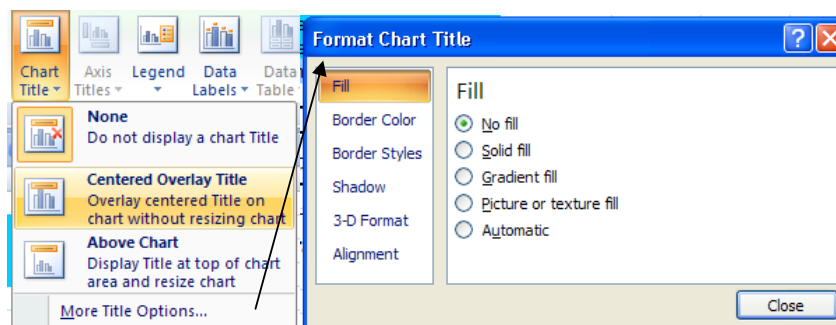 Chart Title
Axis Titles
Legend
Data Labels
Data Table
None
Do not display a chart Title
Centered Overlay Title
Overlay centered Title on
chart without resizing chart
Above Chart
Display Title at top of chart
area and resize chart
More Title Options...
Format Chart Title
Fill
Border Color
Border Styles
Shadow
3-D Format
Alignment
Fill
No fill
Solid fill
Gradient fill
Picture or texture fill
Automatic
Close